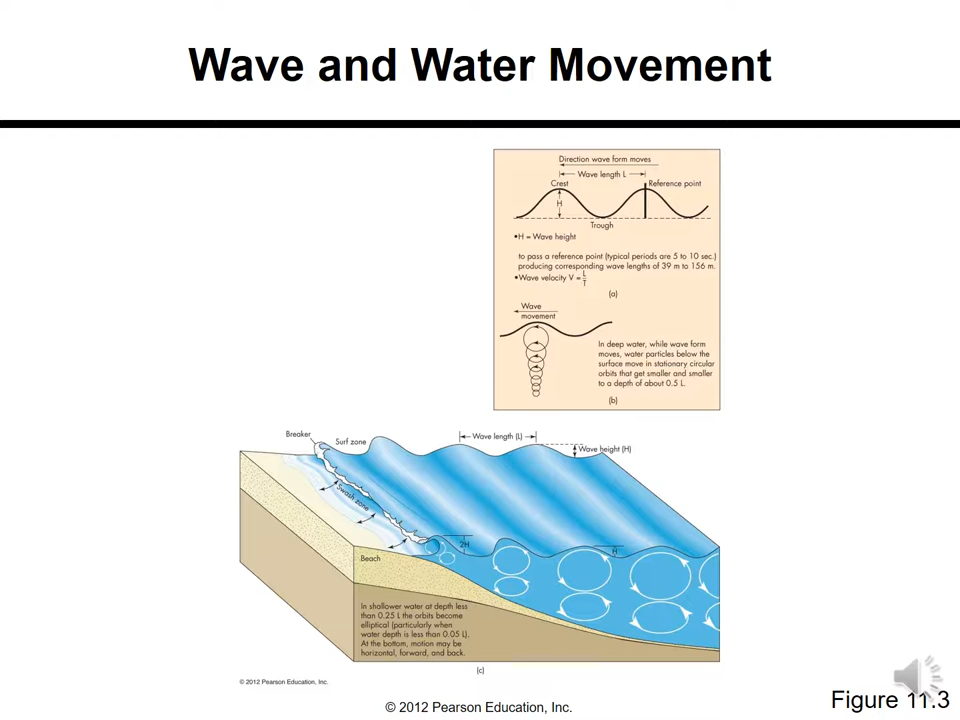 Wave and Water Movement
Direction wave form moves
Wave length L
Crest
Reference point
H
Trough
•H = Wave height
to pass a reference point (typical periods are 5 to 10 sec.)
producing corresponding wave lengths of 39 m to 156 m.
•Wave velocity V = L/T
(a)
Wave
movement
In deep water, while wave form
moves, water particles below the
surface move in stationary circular
orbits that get smaller and smaller
to a depth of about 0.5 L.
(b)
Breaker
Surf zone
Wave length (L)
Wave height (H)
Swash zone
2H
H
Beach
In shallower water at depth less
than 0.25 L the orbits become
elliptical (particularly when
water depth is less than 0.05 L).
At the bottom, motion may be
horizontal, forward, and back.
(c)
© 2012 Pearson Education, Inc.
© 2012 Pearson Education, Inc.
Figure 11.3